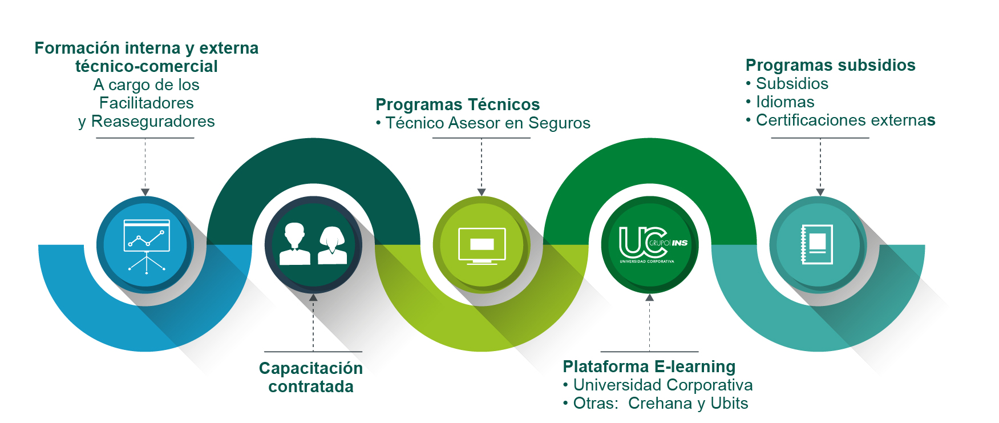 Formación interna y externa
técnico-comercial
A cargo de los
Facilitadores
y Reaseguradores
Capacitación
contratada
Programas Técnicos
• Técnico Asesor en Seguros
UC
GRUPO INS
UNIVERSIDAD CORPORATIVA
Plataforma E-learning
• Universidad Corporativa
• Otras:  Crehana y Ubits
Programas subsidios
• Subsidios
• Idiomas
• Certificaciones externas